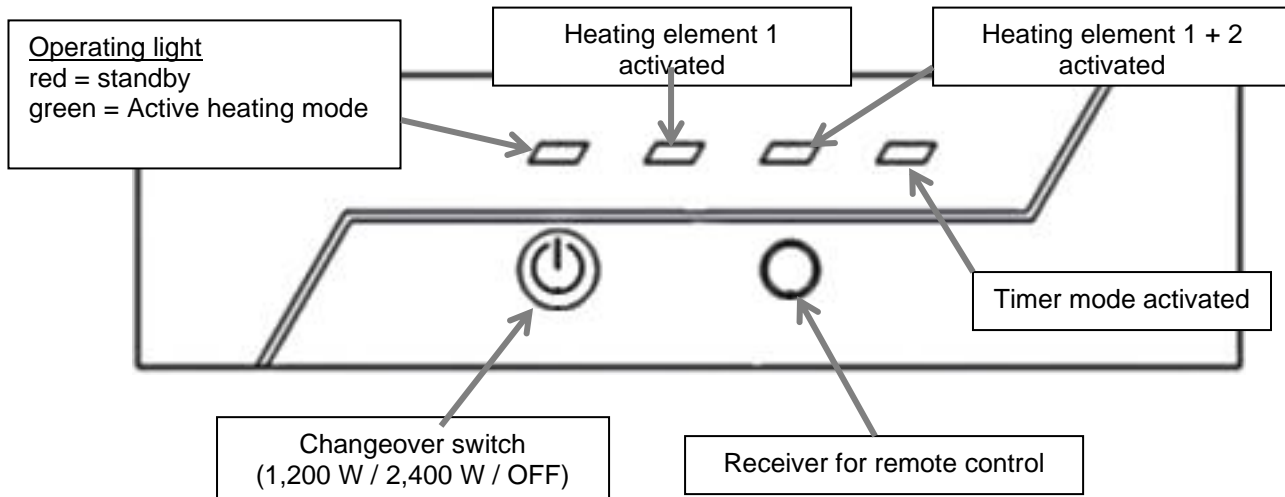 Operating light
red = standby
green = Active heating mode
Heating element 1
activated
Heating element 1 + 2
activated
Timer mode activated
Changeover switch
(1,200 W / 2,400 W / OFF)
Receiver for remote control